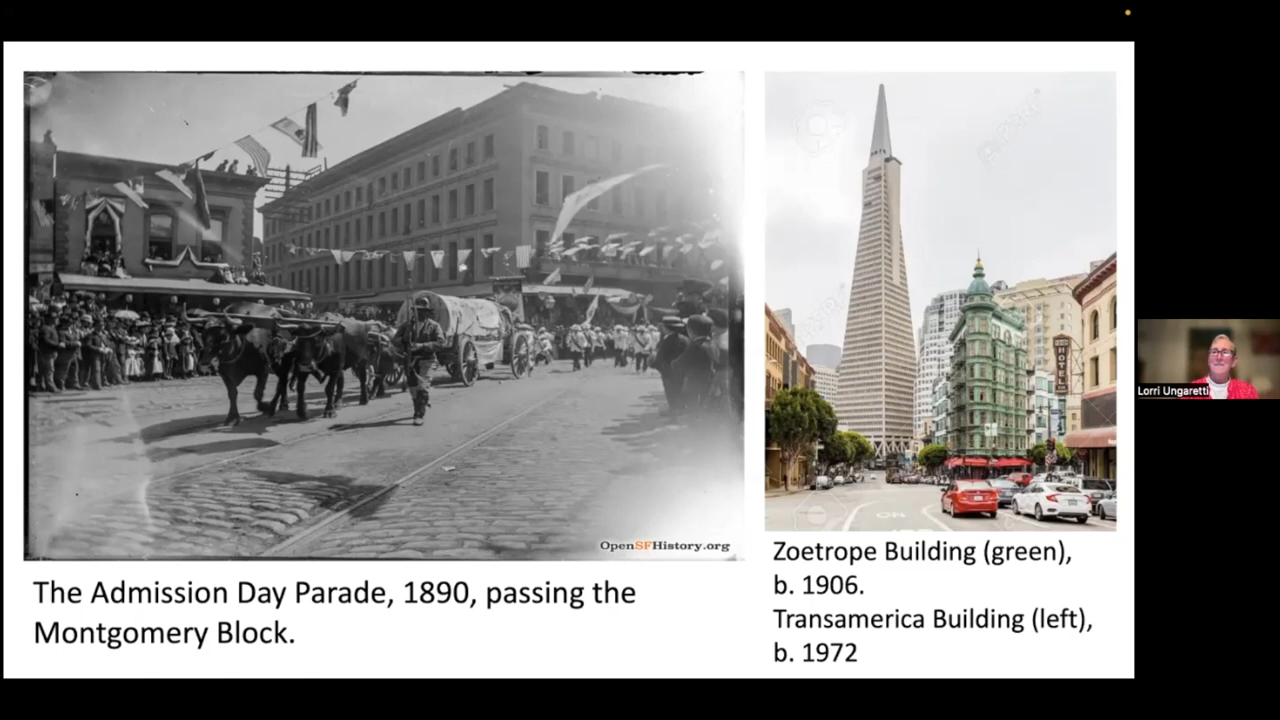 OpenSFHistory.org
The Admission Day Parade, 1890, passing the
Montgomery Block.
HOTEL
Zoetrope Building (green),
b. 1906.
Transamerica Building (left),
b. 1972
Lorri Ungaretti